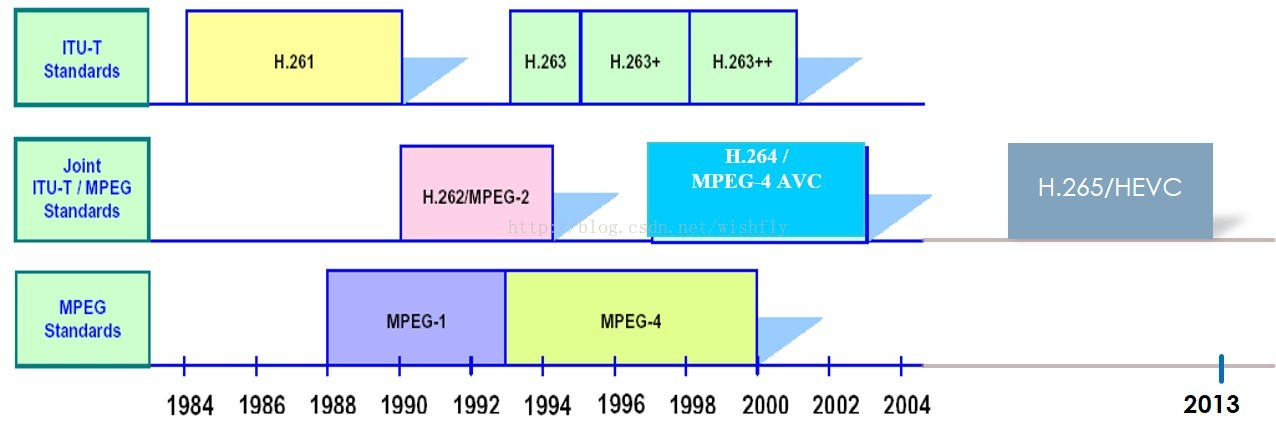 ITU-T
Standards
H.261
H.263
H.263+
H.263++
Joint
ITU-T / MPEG
Standards
H.262/MPEG-2
H.264 /
MPEG-4 AVC
H.265/HEVC
http://blog.csdn.net/wishfly
MPEG
Standards
MPEG-1
MPEG-4
1984 1986 1988 1990 1992 1994 1996 1998 2000 2002 2004 2013